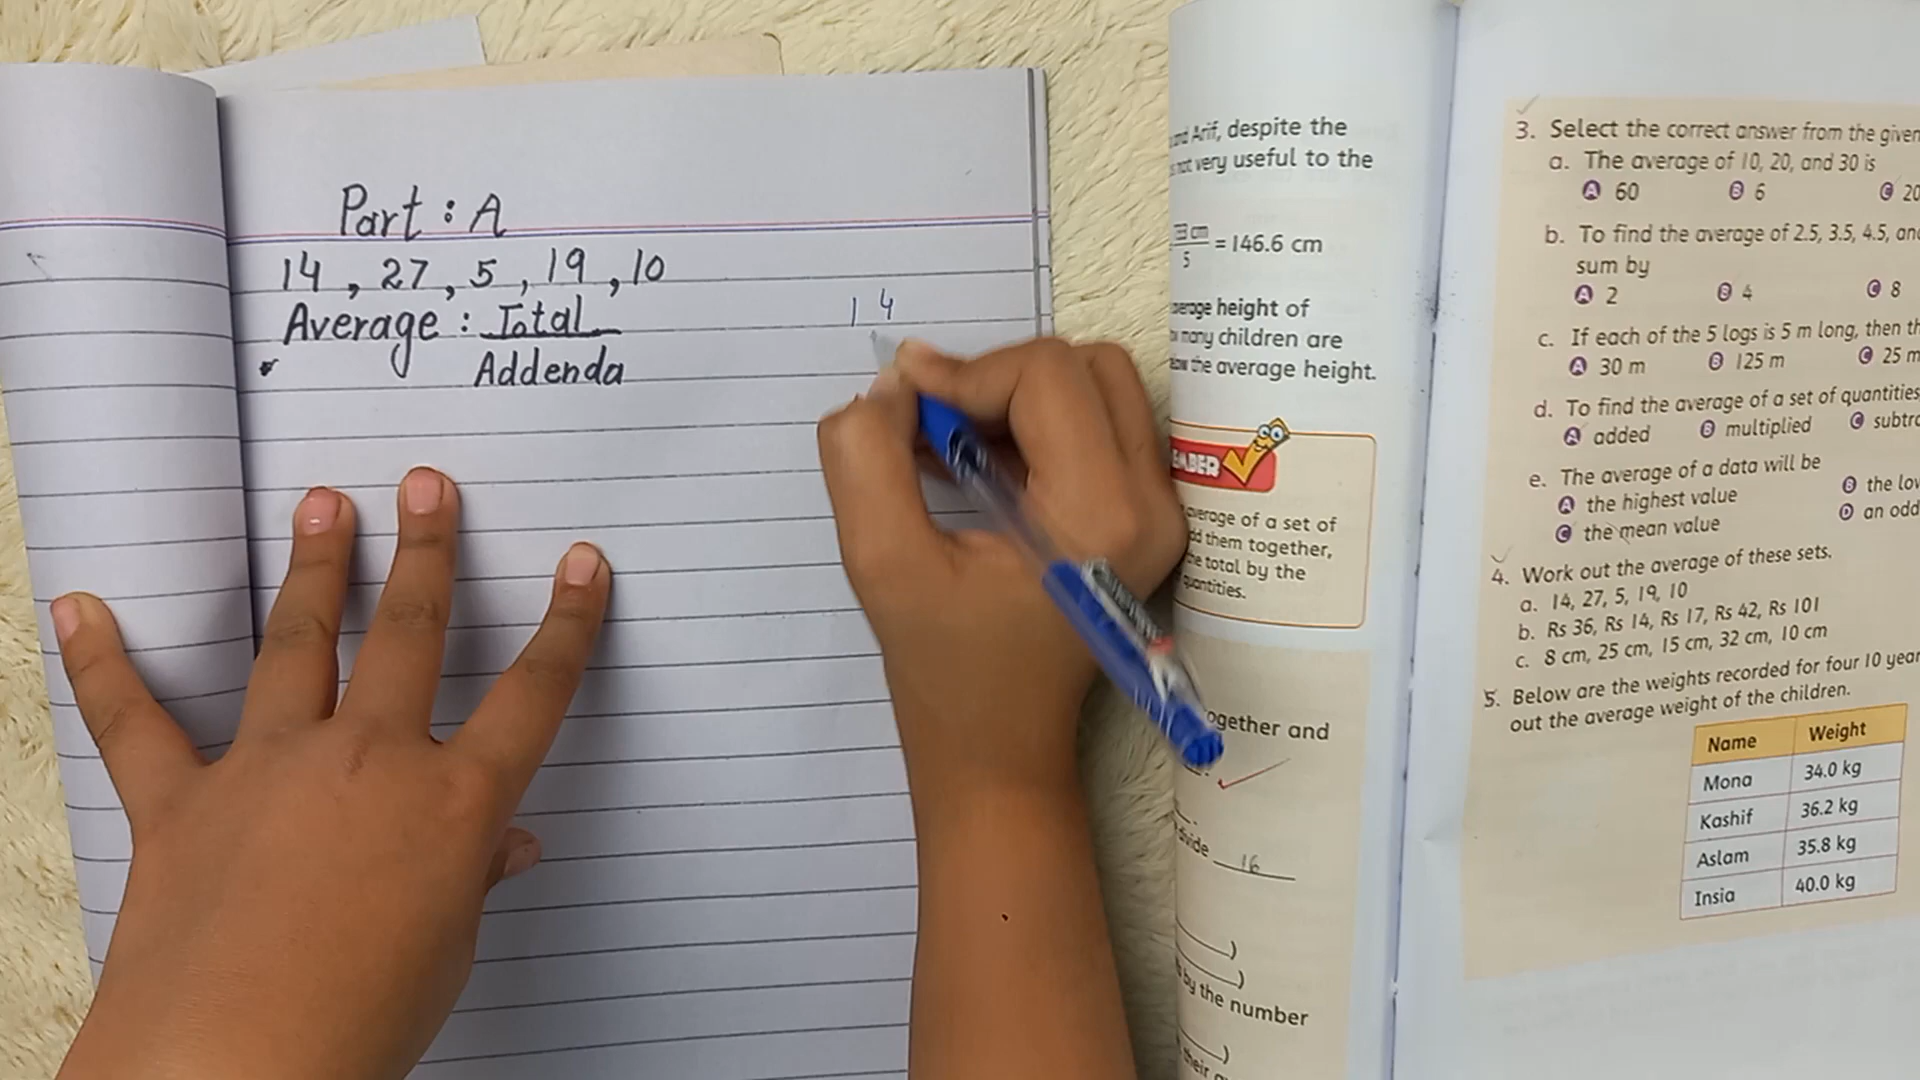 Part : A
14 , 27 , 5 , 19 , 10
Average : Total
Addenda
1 4
Arif, despite the
not very useful to the
5
= 146.6 cm
height of
many children are
the average height.
average of a set of
them together,
the total by the
quantities.
together and
divide 16
)
)
by the number
)
their
3. Select the correct answer from the given
a. The average of 10, 20, and 30 is
A 60 B 6 C 20
b. To find the average of 2.5, 3.5, 4.5, and
sum by
A 2 B 4 C 8
c. If each of the 5 logs is 5 m long, then th
A 30 m B 125 m C 25 m
d. To find the average of a set of quantities
A added B multiplied C subtra
e. The average of a data will be
A the highest value B the lov
C the mean value D an odd
4. Work out the average of these sets.
a. 14, 27, 5, 19, 10
b. Rs 36, Rs 14, Rs 17, Rs 42, Rs 101
c. 8 cm, 25 cm, 15 cm, 32 cm, 10 cm
5. Below are the weights recorded for four 10 year
out the average weight of the children.
Name Weight
Mona 34.0 kg
Kashif 36.2 kg
Aslam 35.8 kg
Insia 40.0 kg